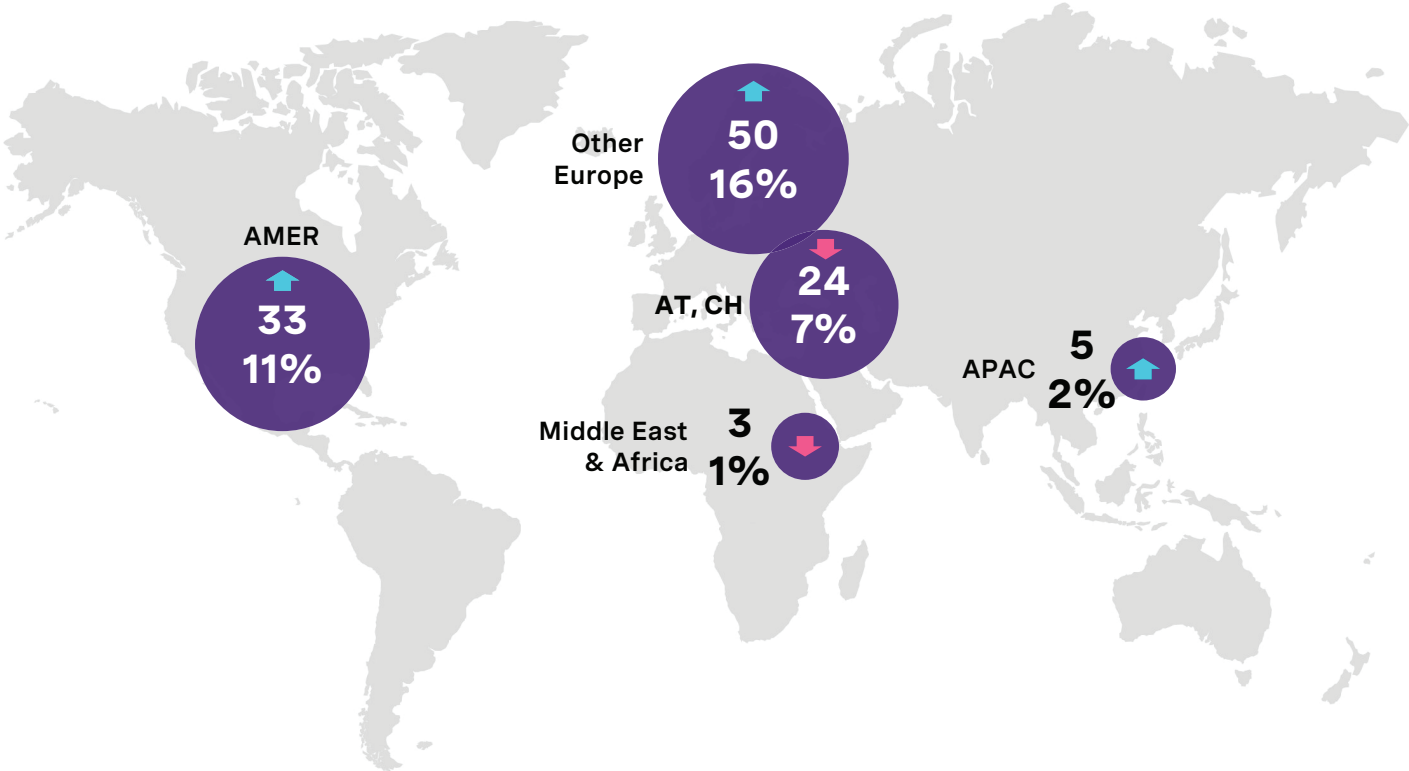 Other
Europe
50
16%
AMER
33
11%
AT, CH
24
7%
APAC
5
2%
Middle East
& Africa
3
1%